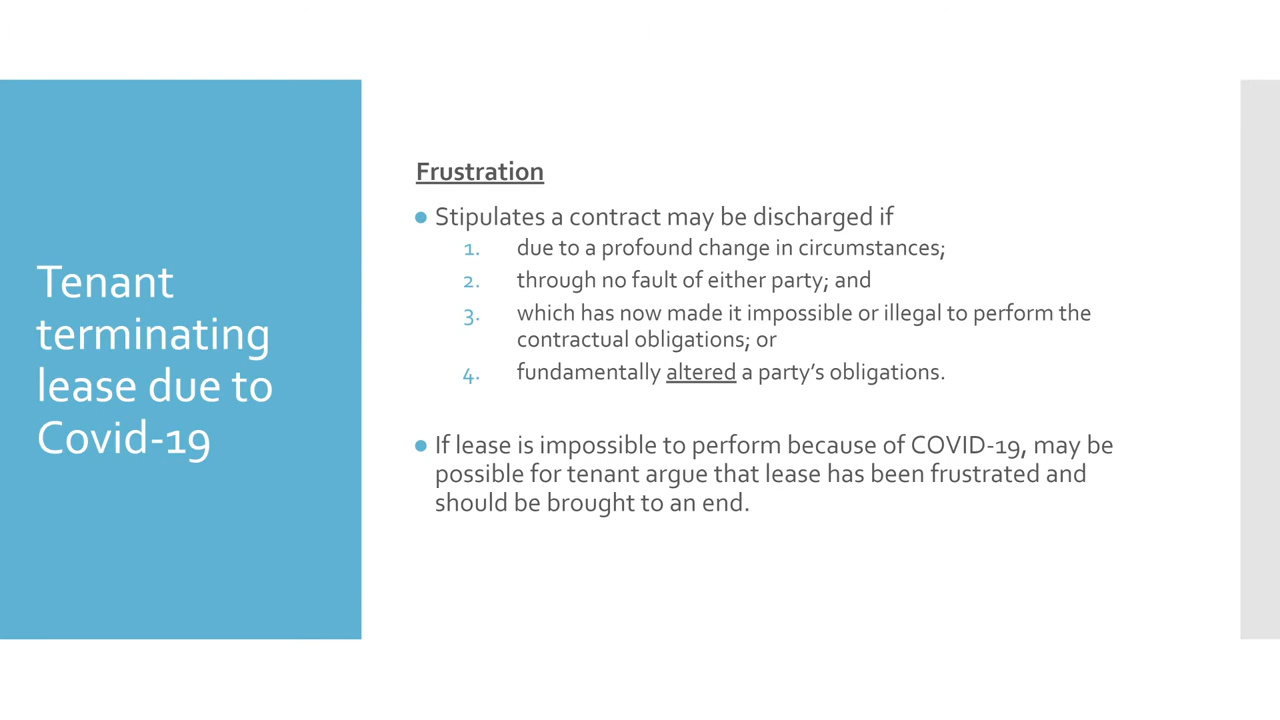 Tenant
terminating
lease due to
Covid-19
Frustration
● Stipulates a contract may be discharged if
1. due to a profound change in circumstances;
2. through no fault of either party; and
3. which has now made it impossible or illegal to perform the
contractual obligations; or
4. fundamentally altered a party's obligations.
● If lease is impossible to perform because of COVID-19, may be
possible for tenant argue that lease has been frustrated and
should be brought to an end.